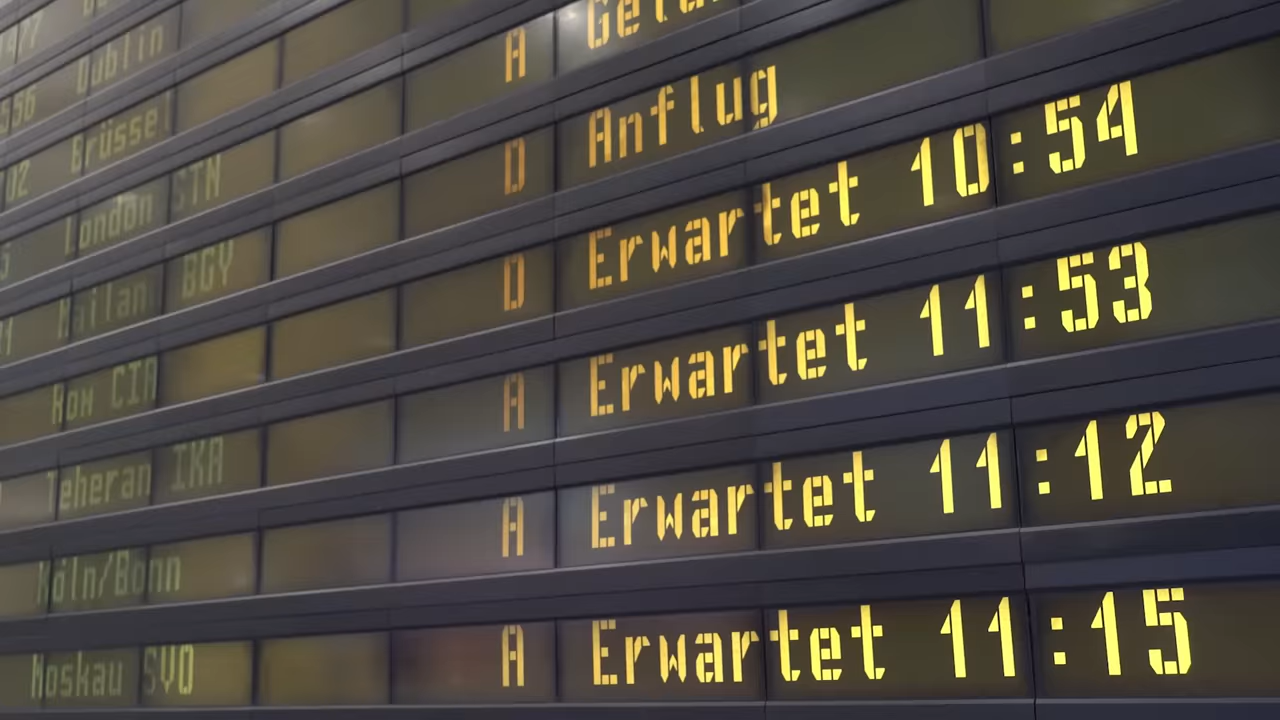 Dublin
02 Brüssel
London STN A
Mailan BGY D Anflug
Rom CIA D Erwartet 10:54
Teheran IKA A Erwartet 11:53
Köln/Bonn A Erwartet 11:12
Moskau SVO A Erwartet 11:15